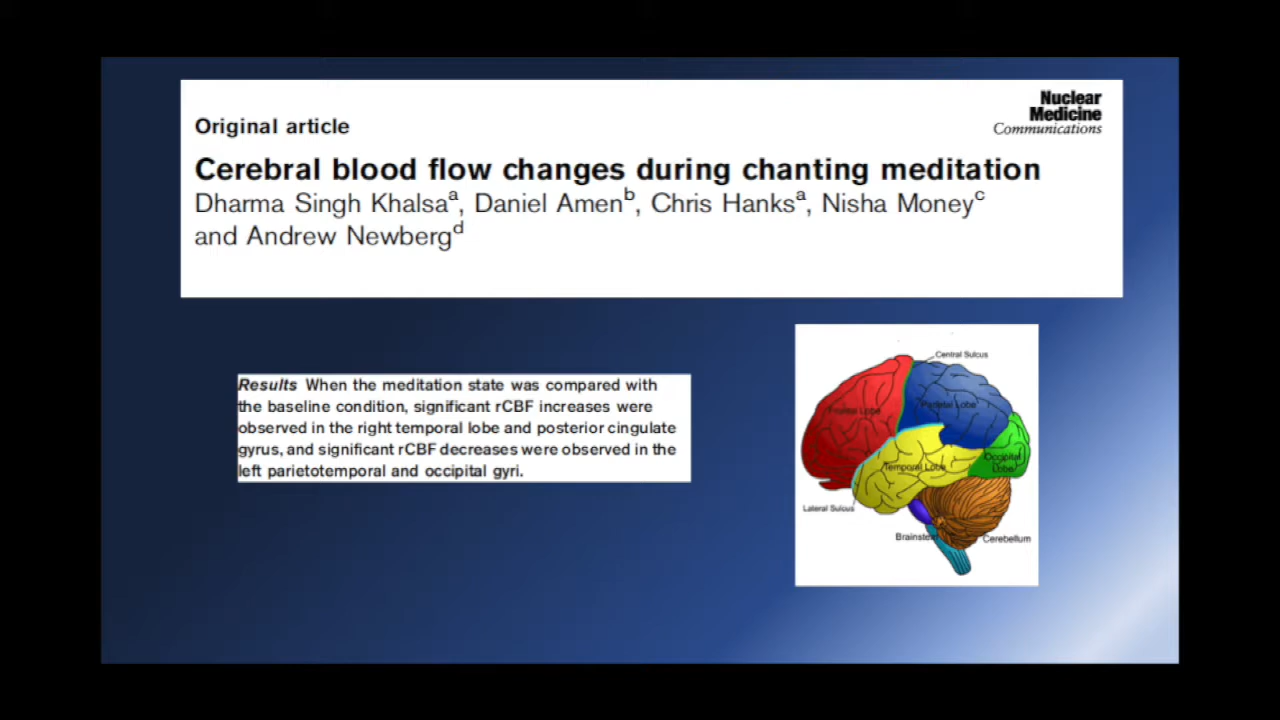 Nuclear
Medicine
Communications
Original article
Cerebral blood flow changes during chanting meditation
Dharma Singh Khalsaᵃ, Daniel Amenᵇ, Chris Hanksᵃ, Nisha Moneyᶜ
and Andrew Newbergᵈ
Results When the meditation state was compared with
the baseline condition, significant rCBF increases were
observed in the right temporal lobe and posterior cingulate
gyrus, and significant rCBF decreases were observed in the
left parietotemporal and occipital gyri.
Central Sulcus
Frontal Lobe
Parietal Lobe
Occipital
Lobe
Temporal Lobe
Lateral Sulcus
Brainstem
Cerebellum